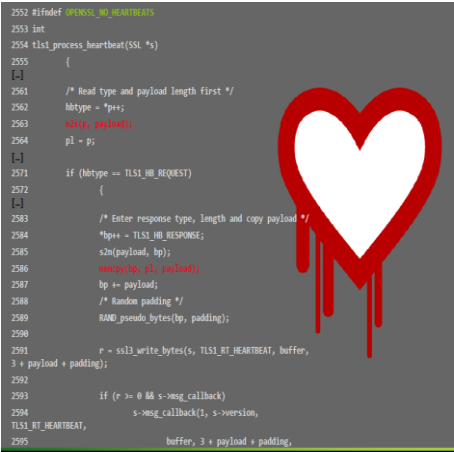 2552 #ifndef OPENSSL_NO_HEARTBEATS
2553 int
2554 tls1_process_heartbeat(SSL *s)
2555 {
[…]
2561 /* Read type and payload length first */
2562 hbtype = *p++;
2563 n2s(p, payload);
2564 pl = p;
[…]
2571 if (hbtype == TLS1_HB_REQUEST)
2572 {
[…]
2583 /* Enter response type, length and copy payload */
2584 *bp++ = TLS1_HB_RESPONSE;
2585 s2n(payload, bp);
2586 memcpy(bp, pl, payload);
2587 bp += payload;
2588 /* Random padding */
2589 RAND_pseudo_bytes(bp, padding);
2590
2591 r = ssl3_write_bytes(s, TLS1_RT_HEARTBEAT, buffer,
3 + payload + padding);
2592
2593 if (r >= 0 && s->msg_callback)
2594 s->msg_callback(1, s->version,
TLS1_RT_HEARTBEAT,
2595 buffer, 3 + payload + padding,